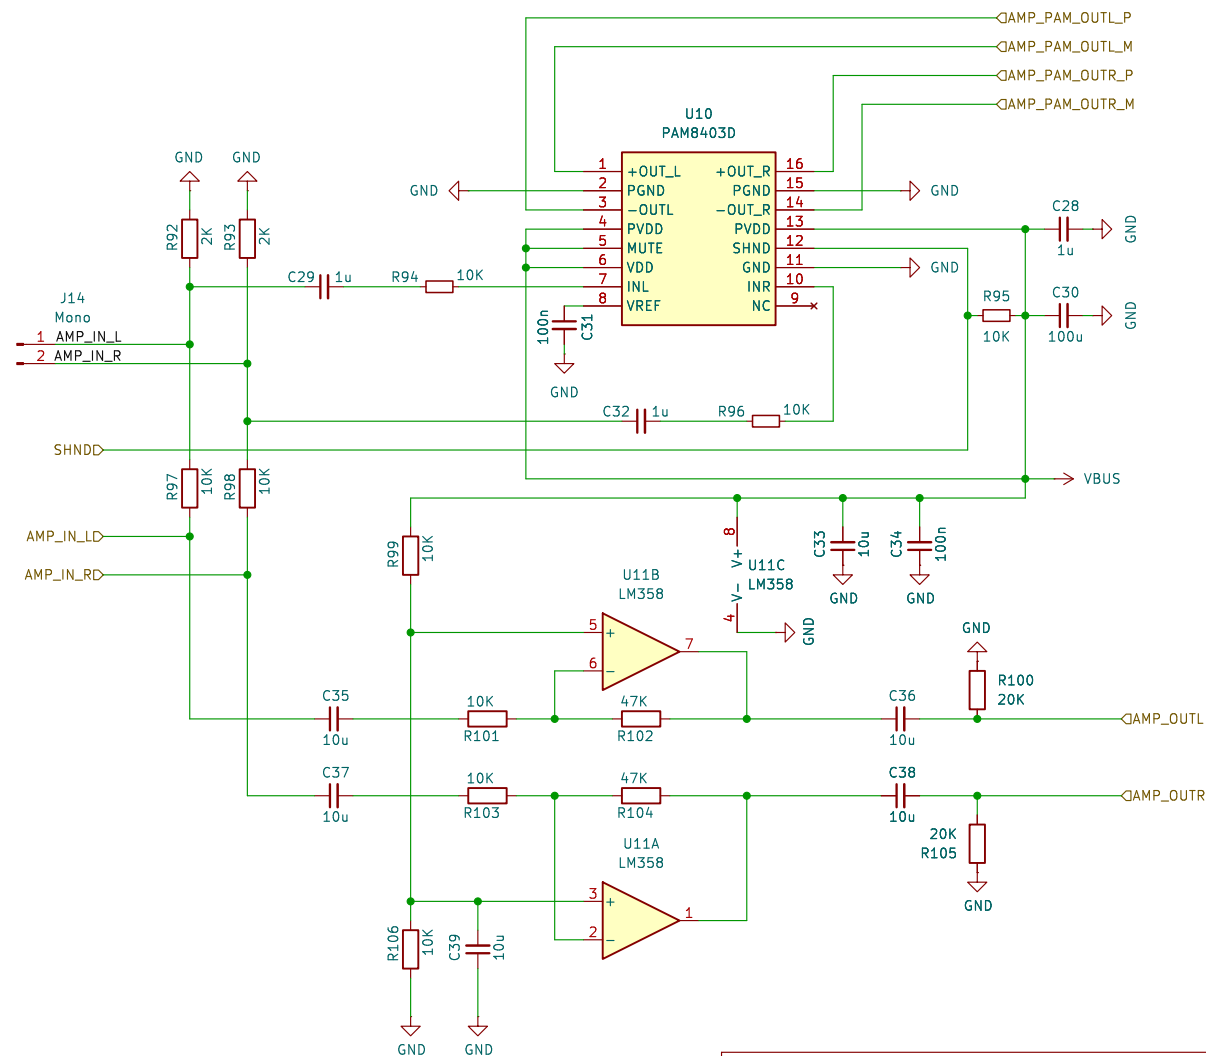 AMP_PAM_OUTL_P
AMP_PAM_OUTL_M
AMP_PAM_OUTR_P
AMP_PAM_OUTR_M
U10
PAM8403D
1 +OUT_L +OUT_R 16
2 PGND PGND 15
3 -OUTL -OUT_R 14
4 PVDD PVDD 13
5 MUTE SHND 12
6 VDD GND 11
7 INL INR 10
8 VREF NC 9
GND
GND
GND
GND
GND
R92
2K
R93
2K
C28
1u
GND
C29 1u
R94 10K
J14
Mono
1 AMP_IN_L
2 AMP_IN_R
100n
C31
GND
R95
10K
C30
100u
GND
C32 1u
R96 10K
SHND
R97
10K
R98
10K
VBUS
AMP_IN_L
AMP_IN_R
R99
10K
8
V+
U11C
LM358
V-
4
GND
C33
10u
GND
C34
100n
GND
U11B
LM358
5 +
6 -
7
GND
R100
20K
C35
10u
10K
R101
47K
R102
C36
10u
AMP_OUTL
C37
10u
10K
R103
47K
R104
C38
10u
AMP_OUTR
U11A
LM358
3 +
2 -
1
20K
R105
GND
R106
10K
C39
10u
GND
GND